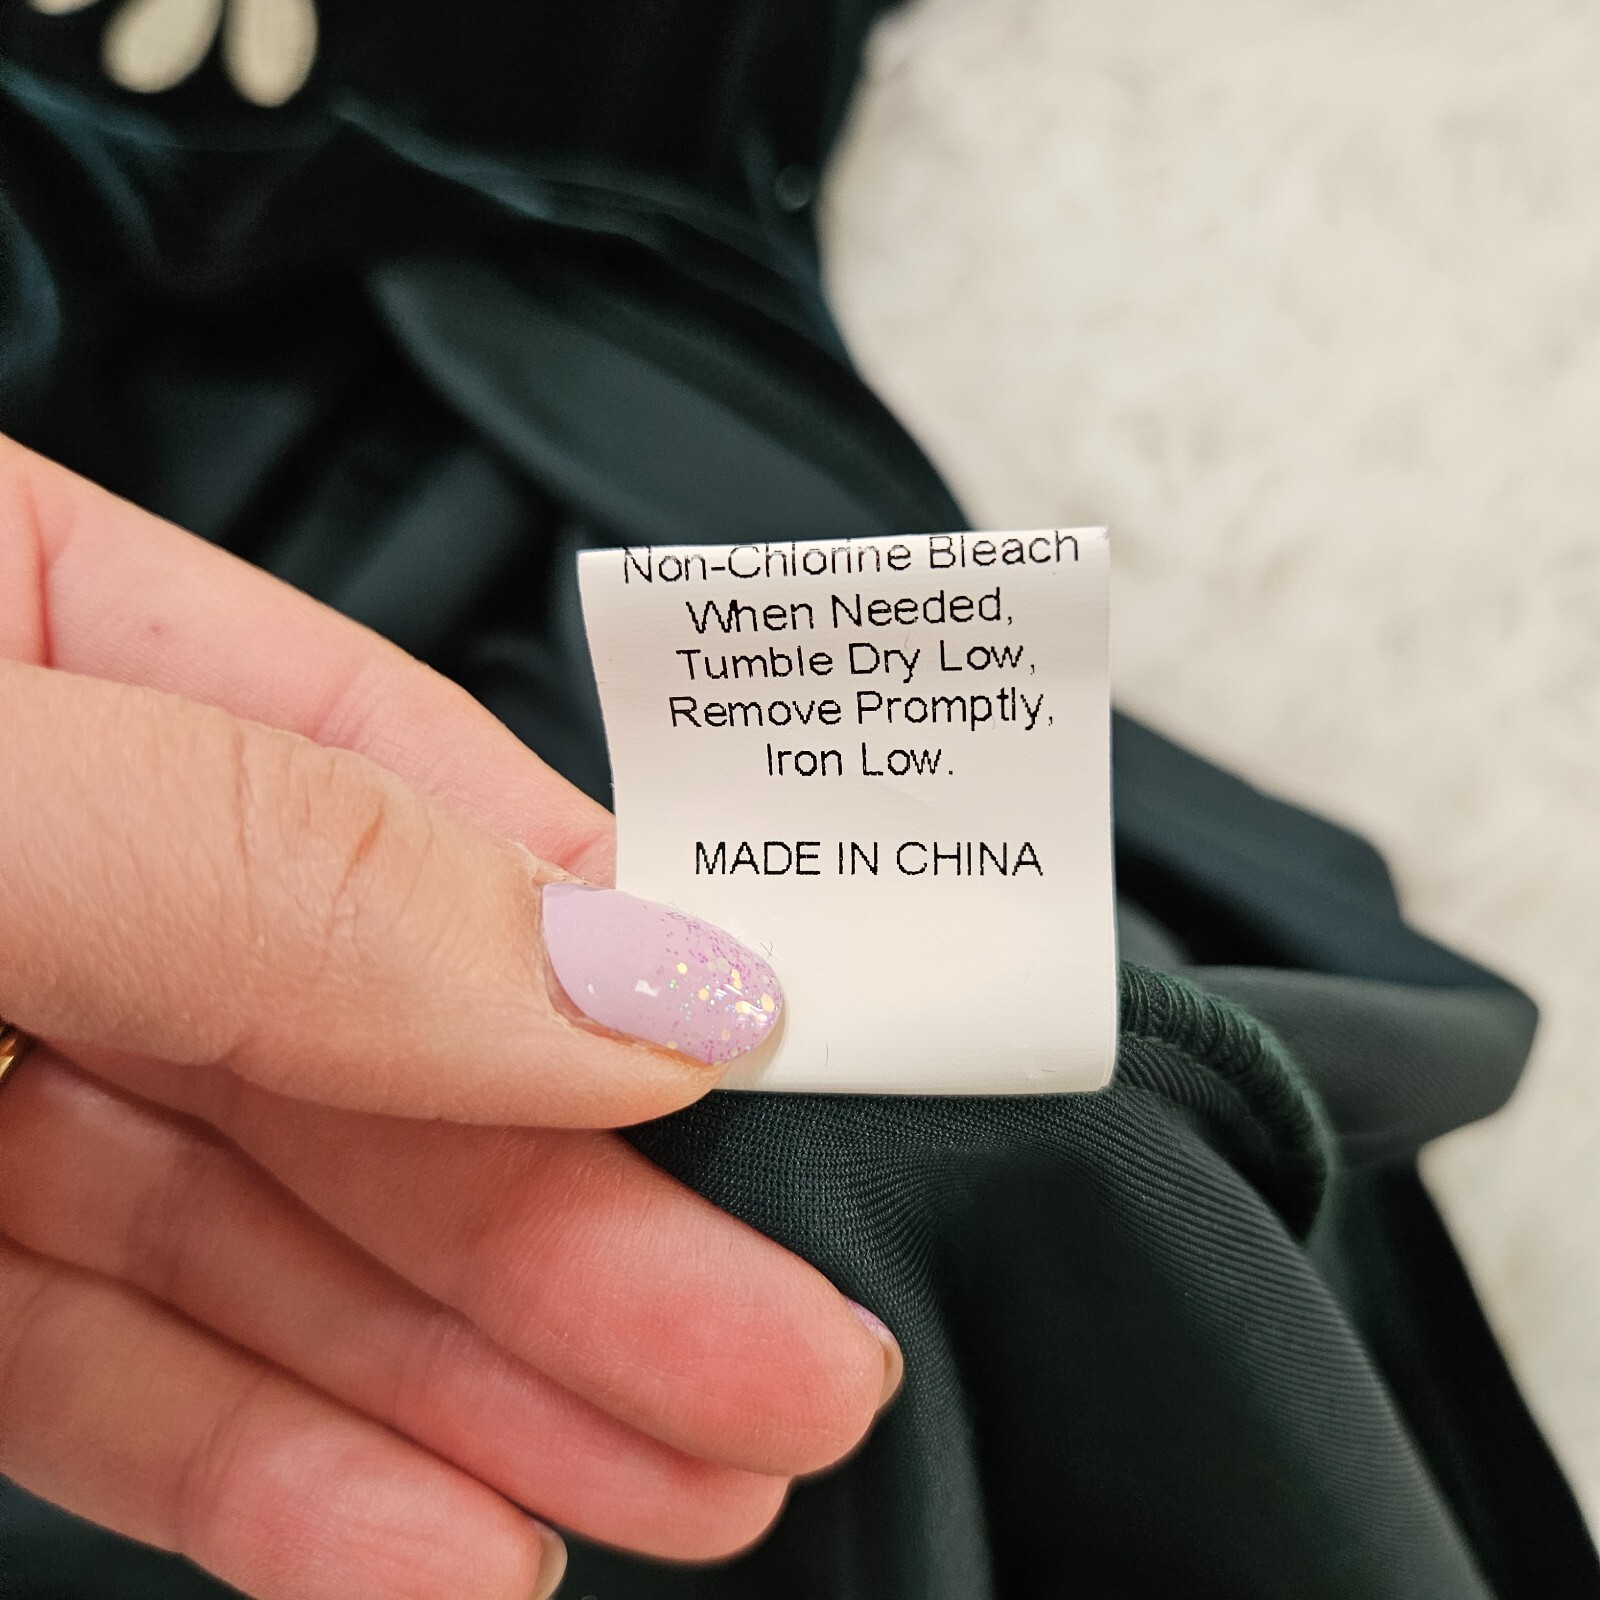 Non-Chlorine Bleach
When Needed,
Tumble Dry Low,
Remove Promptly,
Iron Low.
MADE IN CHINA